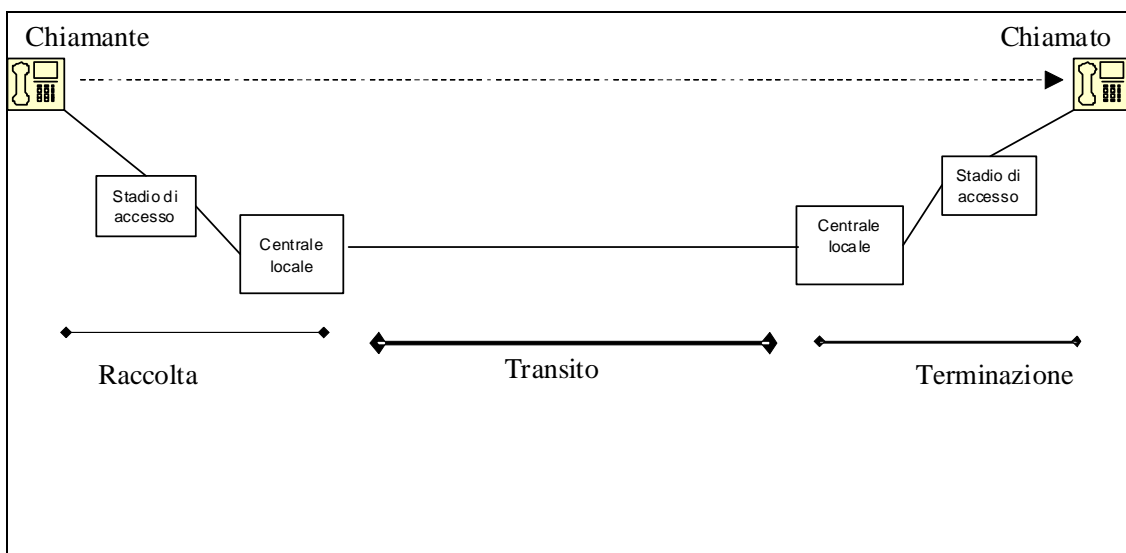 Chiamante
Chiamato
Stadio di
accesso
Centrale
locale
Centrale
locale
Stadio di
accesso
Raccolta
Transito
Terminazione